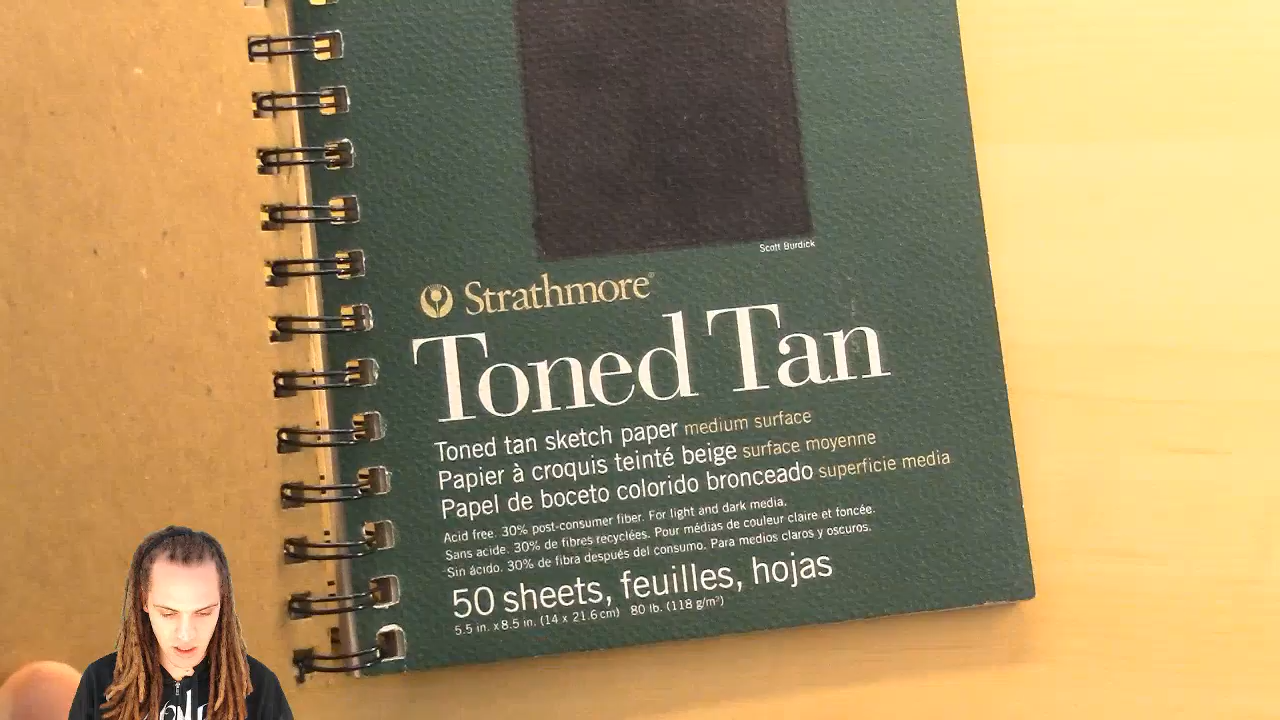 Scott Burdick
Strathmore®
Toned Tan
Toned tan sketch paper medium surface
Papier à croquis teinté beige surface moyenne
Papel de boceto colorido bronceado superficie media
Acid free. 30% post-consumer fiber. For light and dark media.
Sans acide. 30% de fibres recyclées. Pour médias de couleur claire et foncée.
Sin ácido. 30% de fibra después del consumo. Para medios claros y oscuros.
50 sheets, feuilles, hojas
5.5 in. x 8.5 in. (14 x 21.6 cm) 80 lb. (118 g/m²)